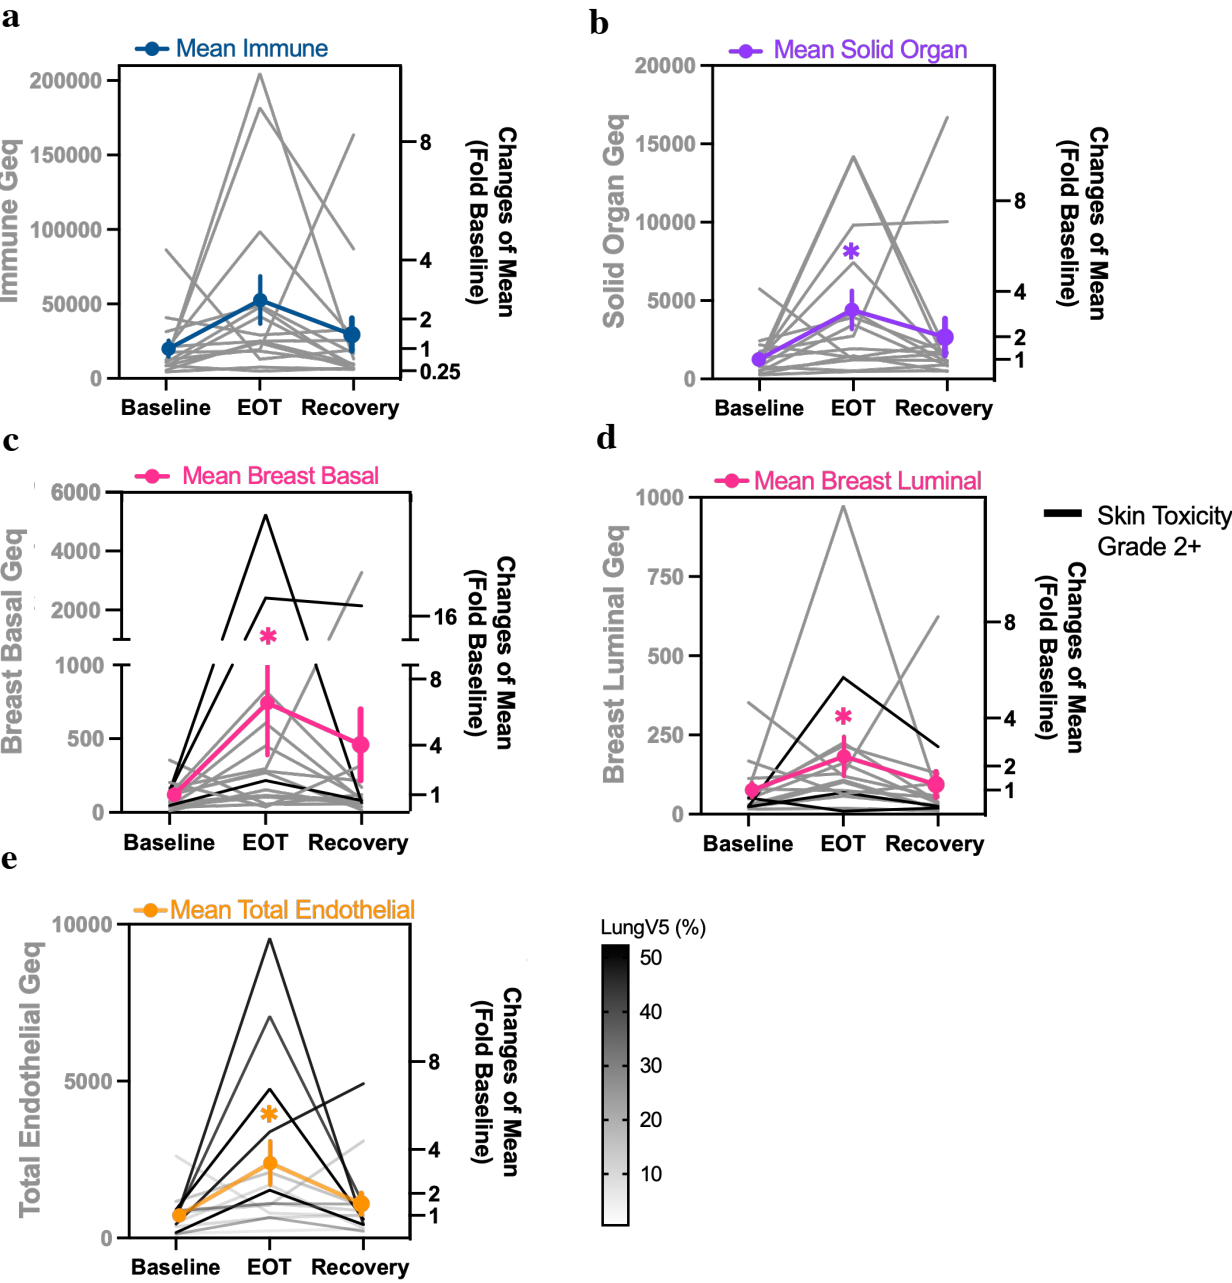 a
Mean Immune
Immune Geq
200000
150000
100000
50000
0
8
4
2
1
0.25
Changes of Mean
(Fold Baseline)
Baseline EOT Recovery
b
Mean Solid Organ
Solid Organ Geq
20000
15000
10000
5000
0
*
8
4
2
1
Changes of Mean
(Fold Baseline)
Baseline EOT Recovery
c
Mean Breast Basal
Breast Basal Geq
6000
4000
2000
1000
500
0
*
16
8
4
1
Changes of Mean
(Fold Baseline)
Baseline EOT Recovery
d
Mean Breast Luminal
Breast Luminal Geq
1000
750
500
250
0
*
8
4
2
1
Changes of Mean
(Fold Baseline)
Baseline EOT Recovery
Skin Toxicity
Grade 2+
e
Mean Total Endothelial
Total Endothelial Geq
10000
5000
0
*
8
4
2
1
Changes of Mean
(Fold Baseline)
Baseline EOT Recovery
LungV5 (%)
50
40
30
20
10